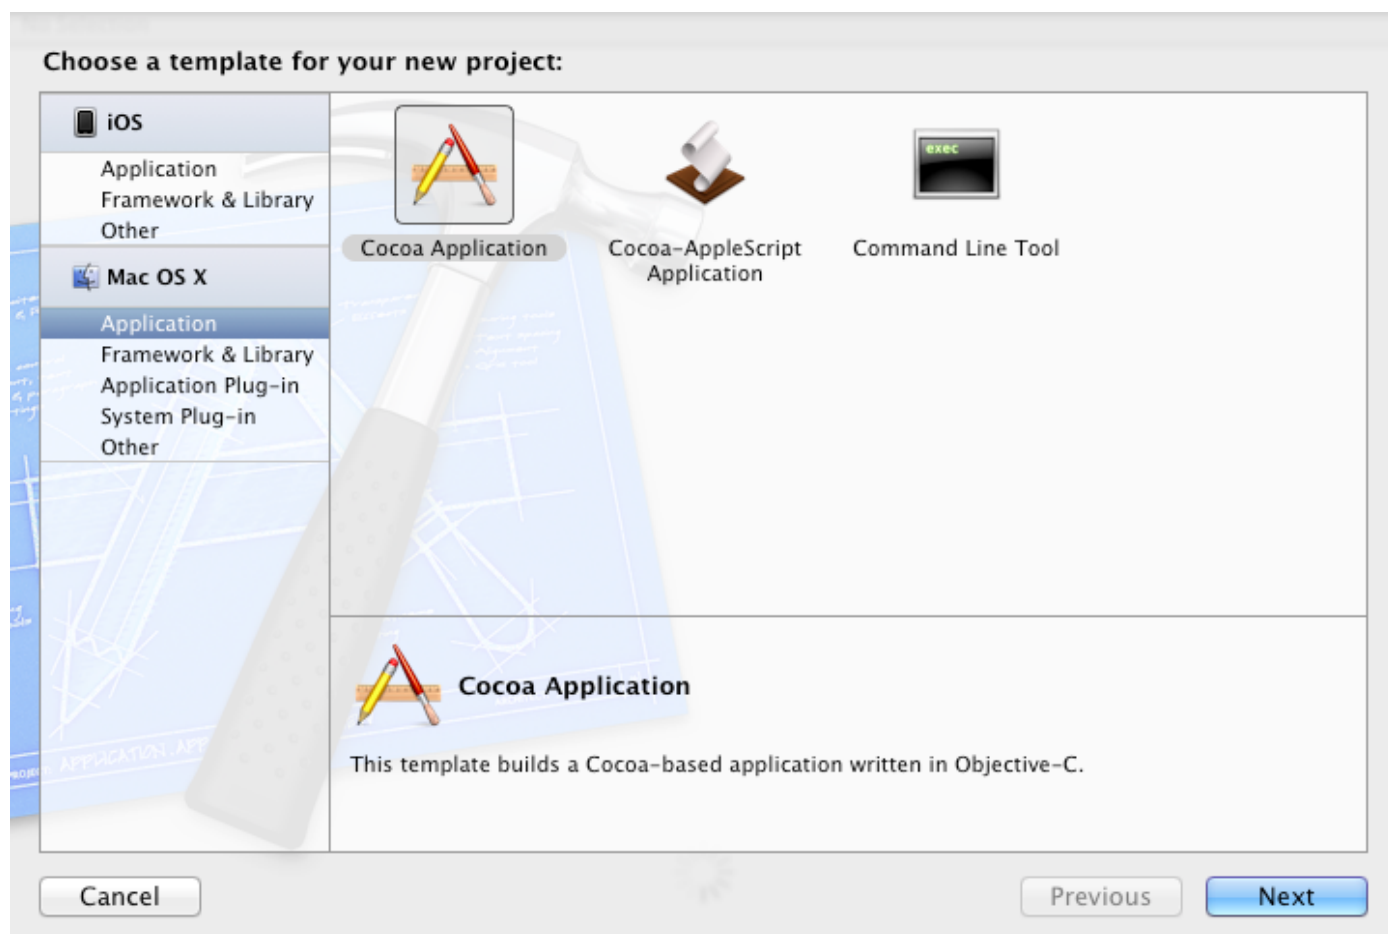 Choose a template for your new project:
iOS
Application
Framework & Library
Other
Mac OS X
Application
Framework & Library
Application Plug-in
System Plug-in
Other
Cocoa Application
Cocoa-AppleScript
Application
exec
Command Line Tool
Cocoa Application
This template builds a Cocoa-based application written in Objective-C.
APPLICATION.APP
Cancel
Previous
Next